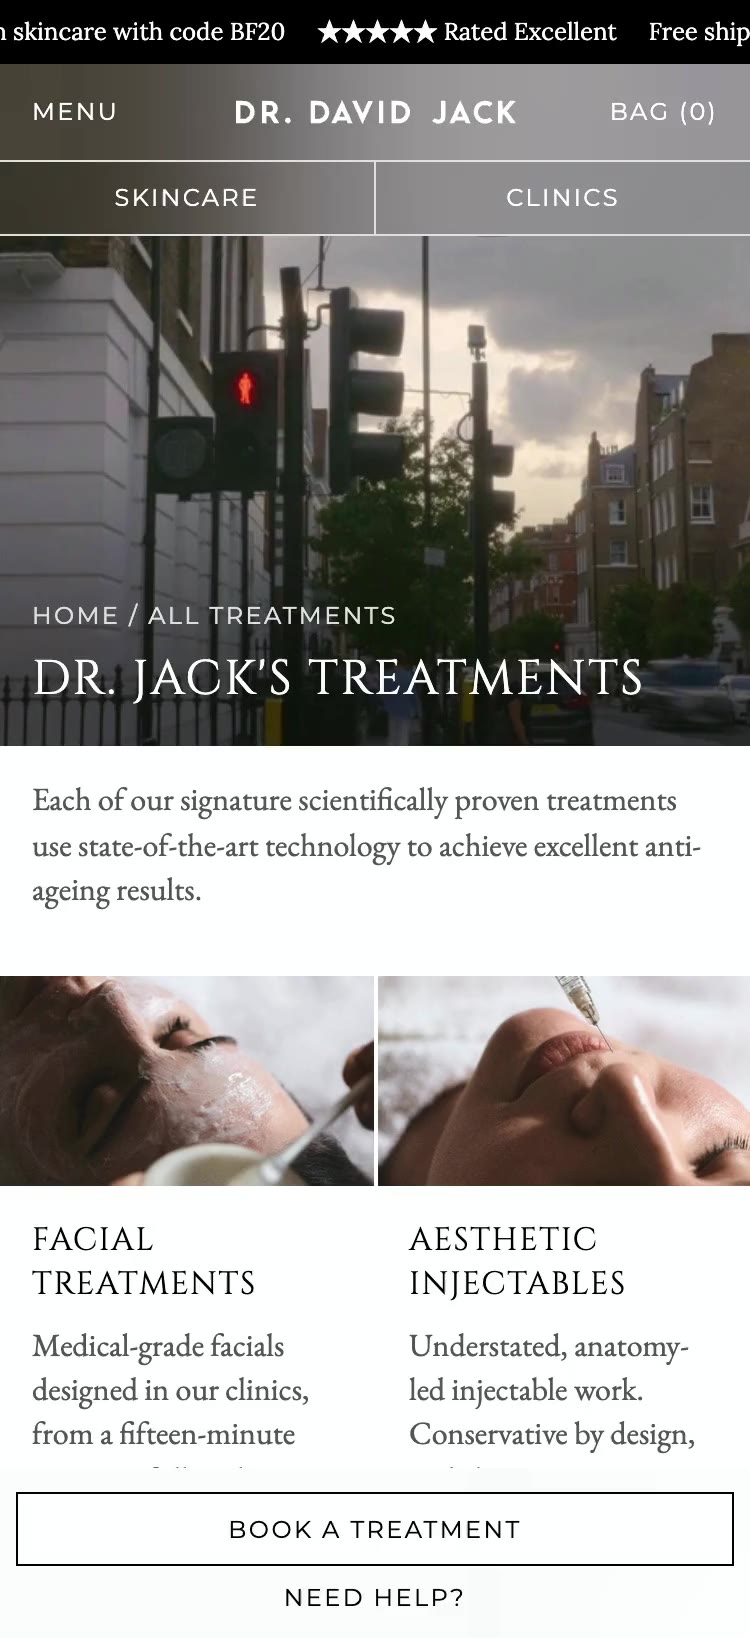 skincare with code BF20 ★★★★★ Rated Excellent Free ship
MENU DR. DAVID JACK BAG (0)
SKINCARE CLINICS
HOME / ALL TREATMENTS
DR. JACK'S TREATMENTS
Each of our signature scientifically proven treatments
use state-of-the-art technology to achieve excellent anti-
ageing results.
FACIAL
TREATMENTS
Medical-grade facials
designed in our clinics,
from a fifteen-minute
AESTHETIC
INJECTABLES
Understated, anatomy-
led injectable work.
Conservative by design,
BOOK A TREATMENT
NEED HELP?